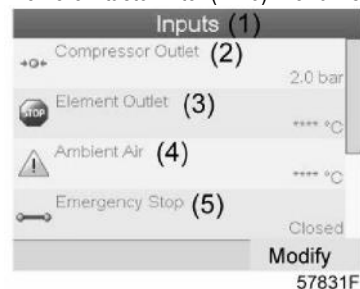 Inputs (1)
Compressor Outlet (2)
2.0 bar
STOP
Element Outlet (3)
**** °C
Ambient Air (4)
**** °C
Emergency Stop (5)
Closed
Modify
57831F